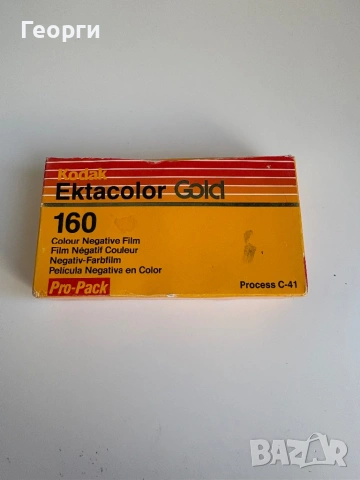 Георги
Kodak
Ektacolor Gold
160
Colour Negative Film
Film Négatif Couleur
Negativ-Farbfilm
Película Negativa en Color
Pro-Pack
Process C-41
BAZAR
bg